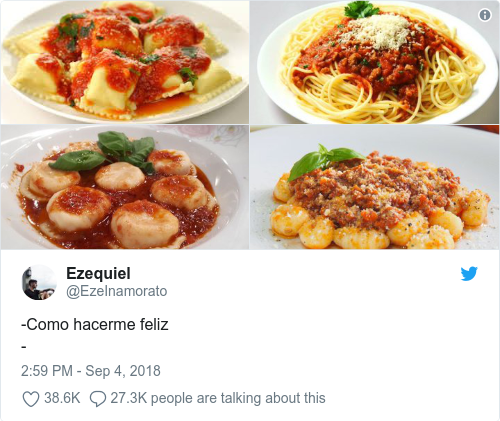 Ezequiel
@EzeInamorato
-Como hacerme feliz
-
2:59 PM - Sep 4, 2018
38.6K 27.3K people are talking about this